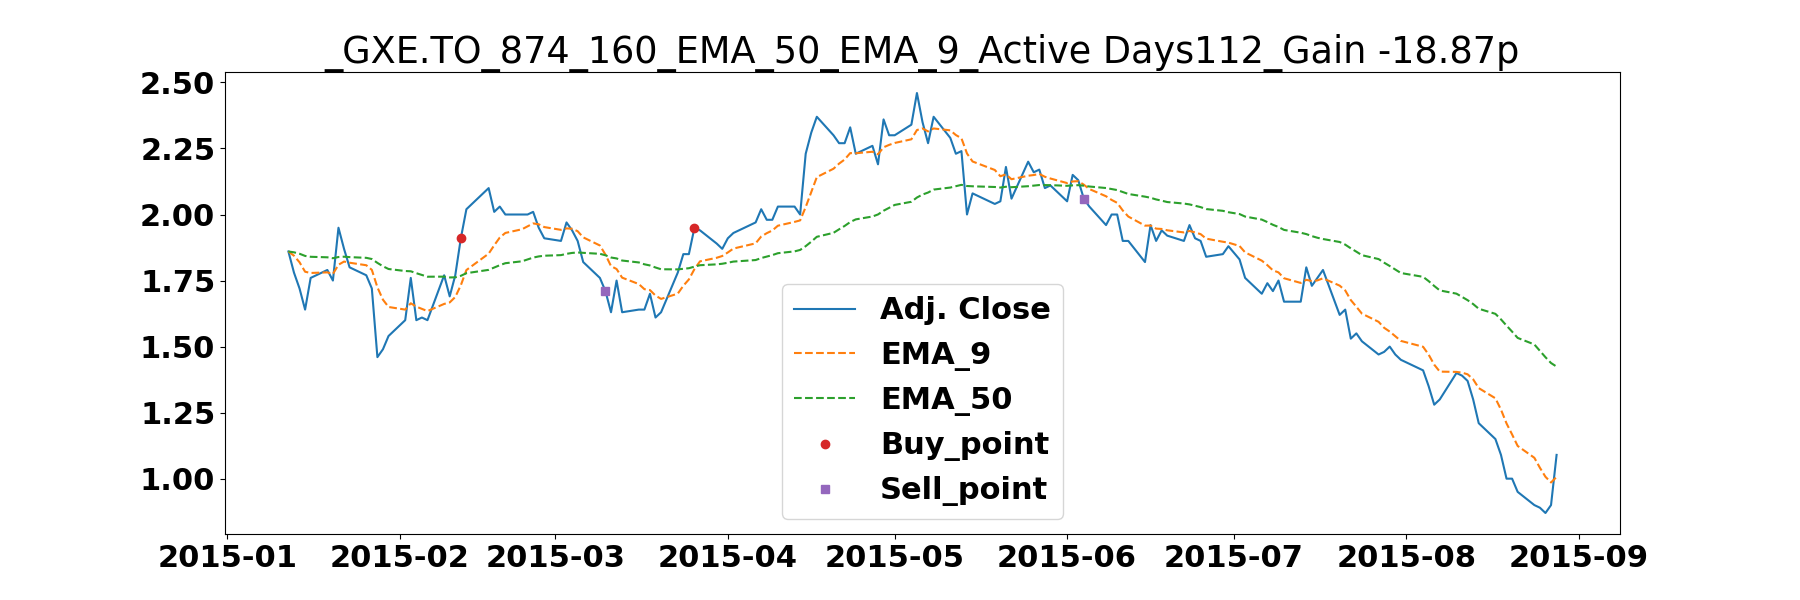 _GXE.TO_874_160_EMA_50_EMA_9_Active Days112_Gain -18.87p
2.50
2.25
2.00
1.75
1.50
1.25
1.00
Adj. Close
EMA_9
EMA_50
Buy_point
Sell_point
2015-01 2015-02 2015-03 2015-04 2015-05 2015-06 2015-07 2015-08 2015-09